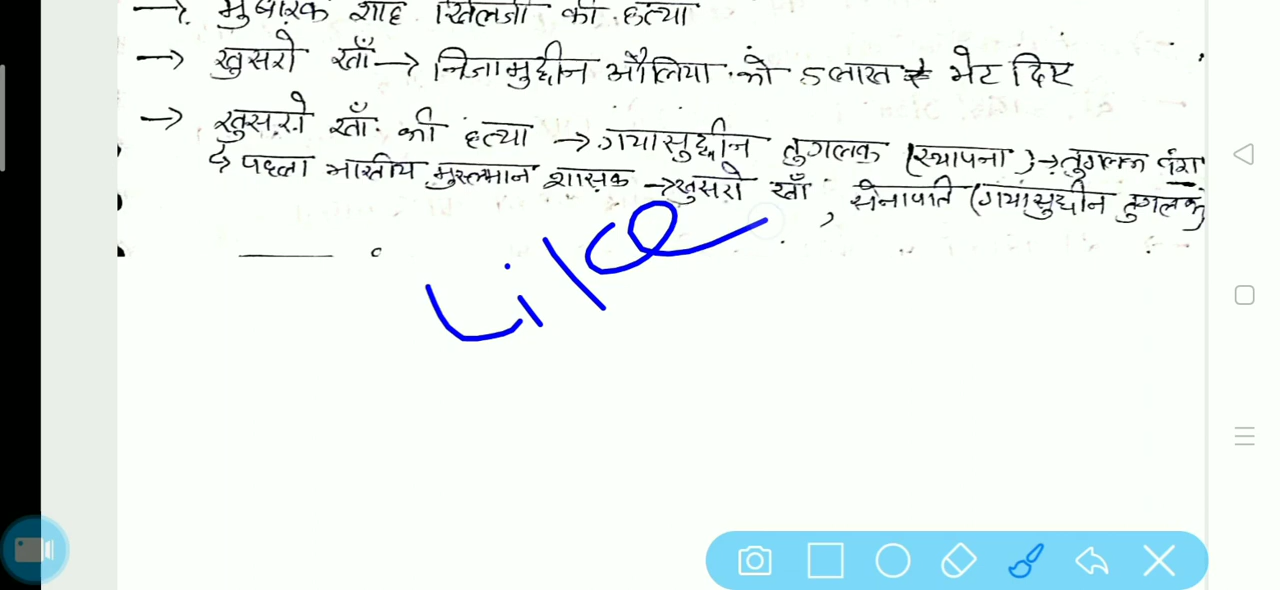 → मुबारक शाह खिलजी की हत्या
→ खुसरो खाँ → निजामुद्दीन औलिया को 5 लाख ₹ भेट दिए
→ खुसरो खाँ की हत्या → गयासुद्दीन तुगलक (स्थापना) → तुगलक वंश
↳ पहला भारतीय मुस्लमान शासक → खुसरो खाँ, सेनापति (गयासुद्दीन तुगलक)
Like